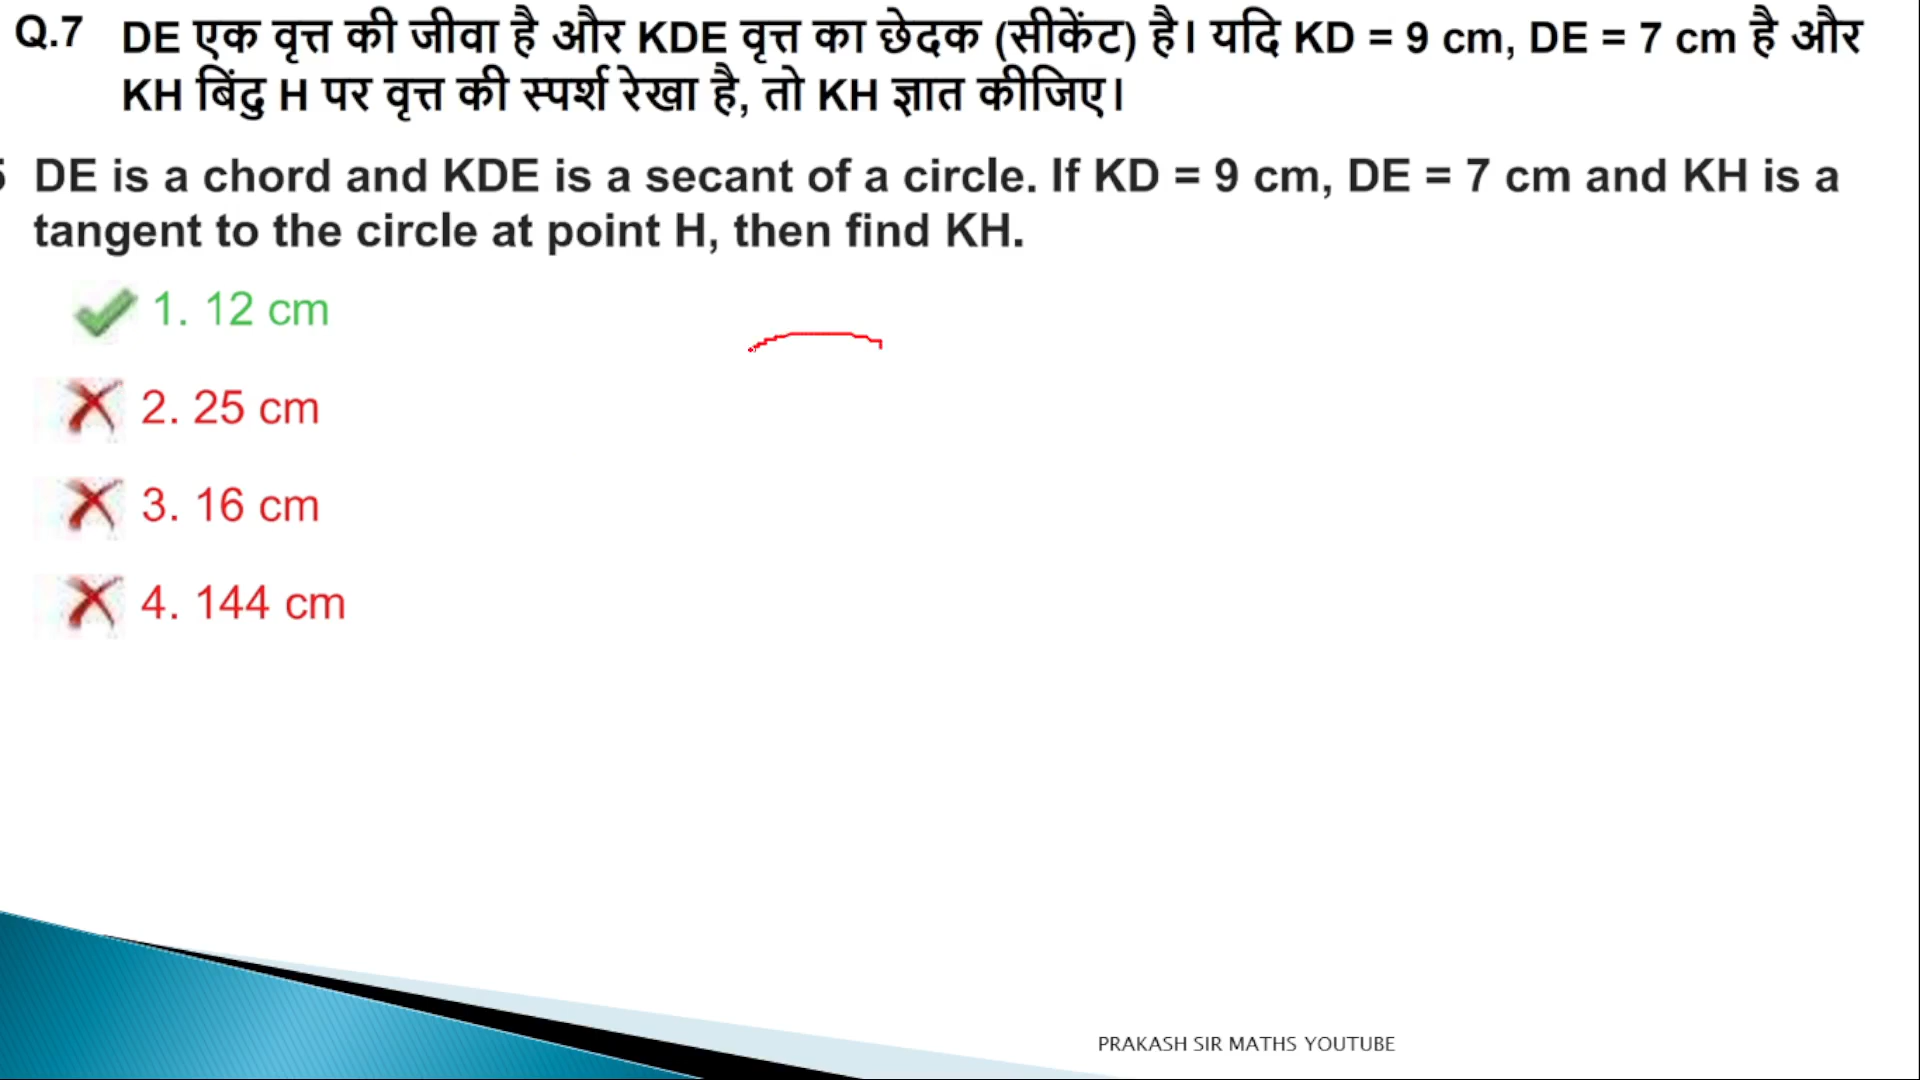 Q.7 DE एक वृत्त की जीवा है और KDE वृत्त का छेदक (सीकेंट) है। यदि KD = 9 cm, DE = 7 cm है और
KH बिंदु H पर वृत्त की स्पर्श रेखा है, तो KH ज्ञात कीजिए।
DE is a chord and KDE is a secant of a circle. If KD = 9 cm, DE = 7 cm and KH is a
tangent to the circle at point H, then find KH.
1. 12 cm
2. 25 cm
3. 16 cm
4. 144 cm
PRAKASH SIR MATHS YOUTUBE